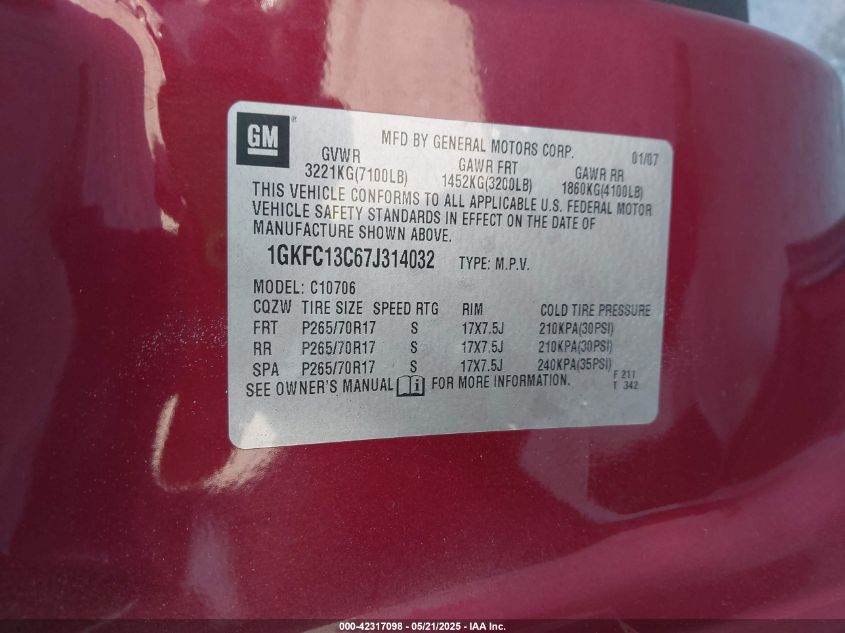 GM
MFD BY GENERAL MOTORS CORP. 01/07
GVWR GAWR FRT GAWR RR
3221KG(7100LB) 1452KG(3200LB) 1860KG(4100LB)
THIS VEHICLE CONFORMS TO ALL APPLICABLE U.S. FEDERAL MOTOR
VEHICLE SAFETY STANDARDS IN EFFECT ON THE DATE OF
MANUFACTURE SHOWN ABOVE.
1GKFC13C67J314032 TYPE: M.P.V.
MODEL: C10706
CQZW TIRE SIZE SPEED RTG RIM COLD TIRE PRESSURE
FRT P265/70R17 S 17X7.5J 210KPA(30PSI)
RR P265/70R17 S 17X7.5J 210KPA(30PSI)
SPA P265/70R17 S 17X7.5J 240KPA(35PSI)
SEE OWNER'S MANUAL i FOR MORE INFORMATION.
F 211
T 342
000-42317098 - 05/21/2025 - IAA Inc.